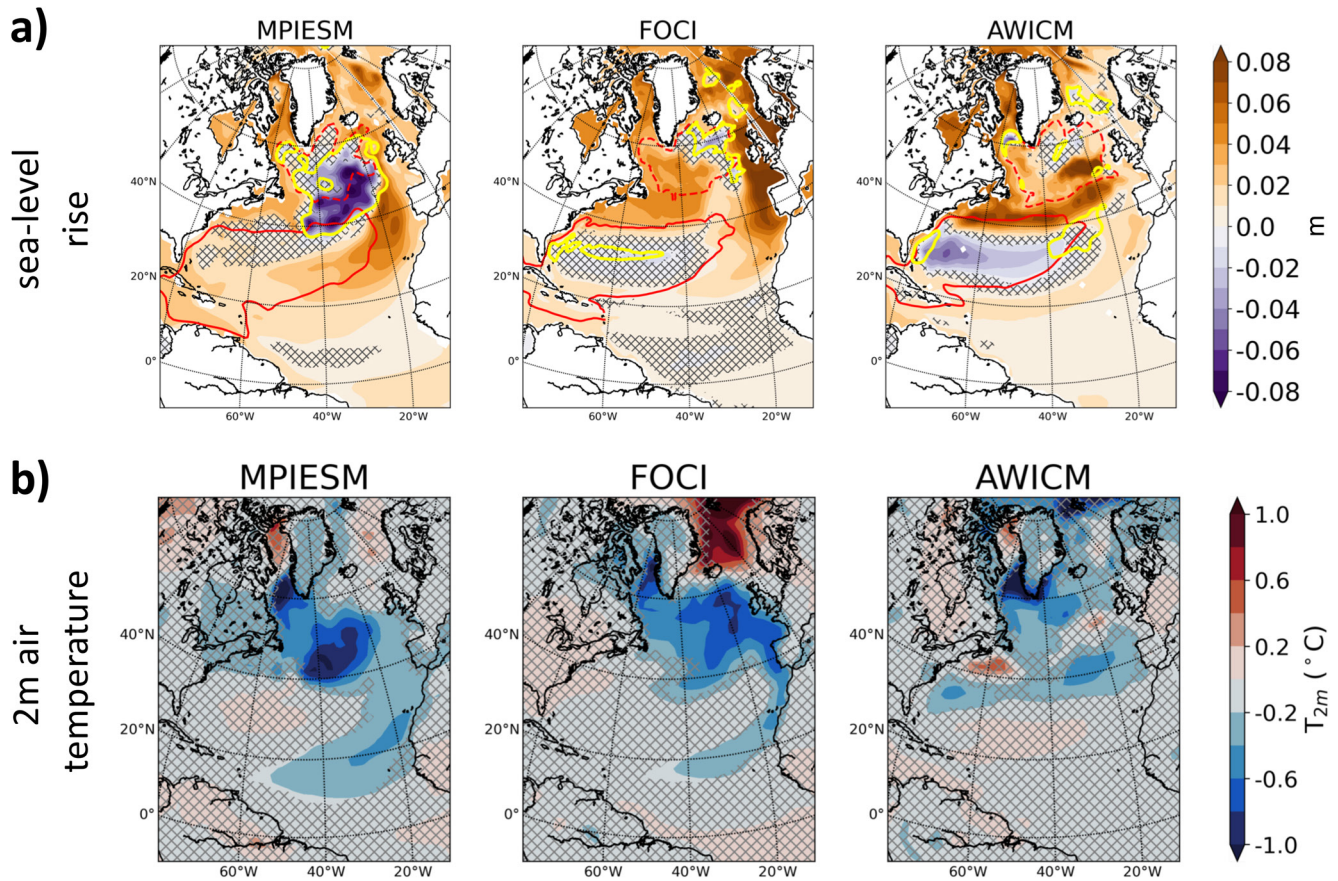 a)
MPIESM
FOCI
AWICM
sea-level
rise
40°N
20°N
0°
60°W
40°W
20°W
40°N
20°N
0°
60°W
40°W
20°W
40°N
20°N
0°
60°W
40°W
20°W
0.08
0.06
0.04
0.02
0.0
-0.02
-0.04
-0.06
-0.08
m
b)
MPIESM
FOCI
AWICM
2m air
temperature
40°N
20°N
0°
60°W
40°W
20°W
40°N
20°N
0°
60°W
40°W
20°W
40°N
20°N
0°
60°W
40°W
20°W
1.0
0.6
0.2
-0.2
-0.6
-1.0
T2m ( °C)